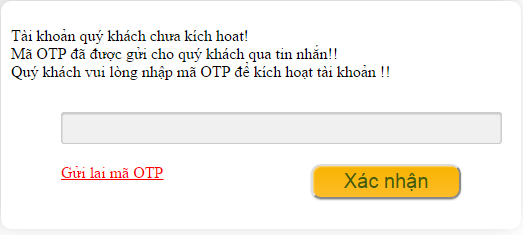 Tài khoản quý khách chưa kích hoạt!
Mã OTP đã được gửi cho quý khách qua tin nhắn!!
Quý khách vui lòng nhập mã OTP để kích hoạt tài khoản !!
Gửi lại mã OTP
Xác nhận